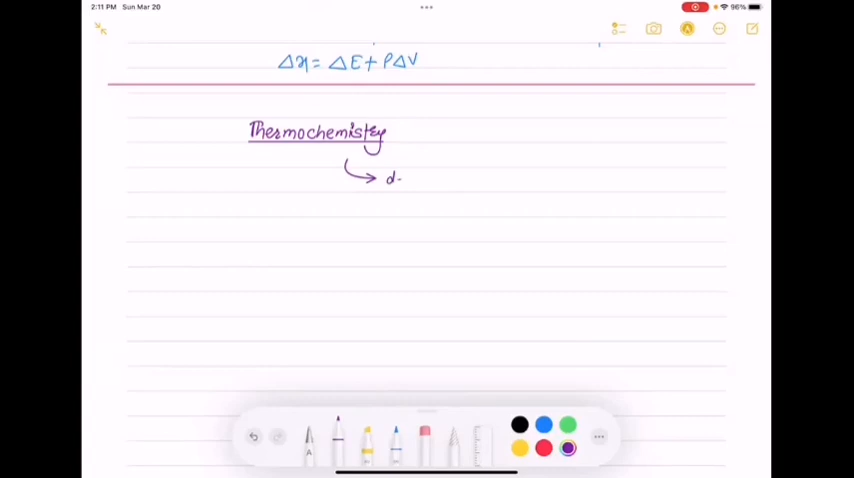 2:11 PM Sun Mar 20
96%
ΔH = ΔE + PΔV
Thermochemistry
d-
A